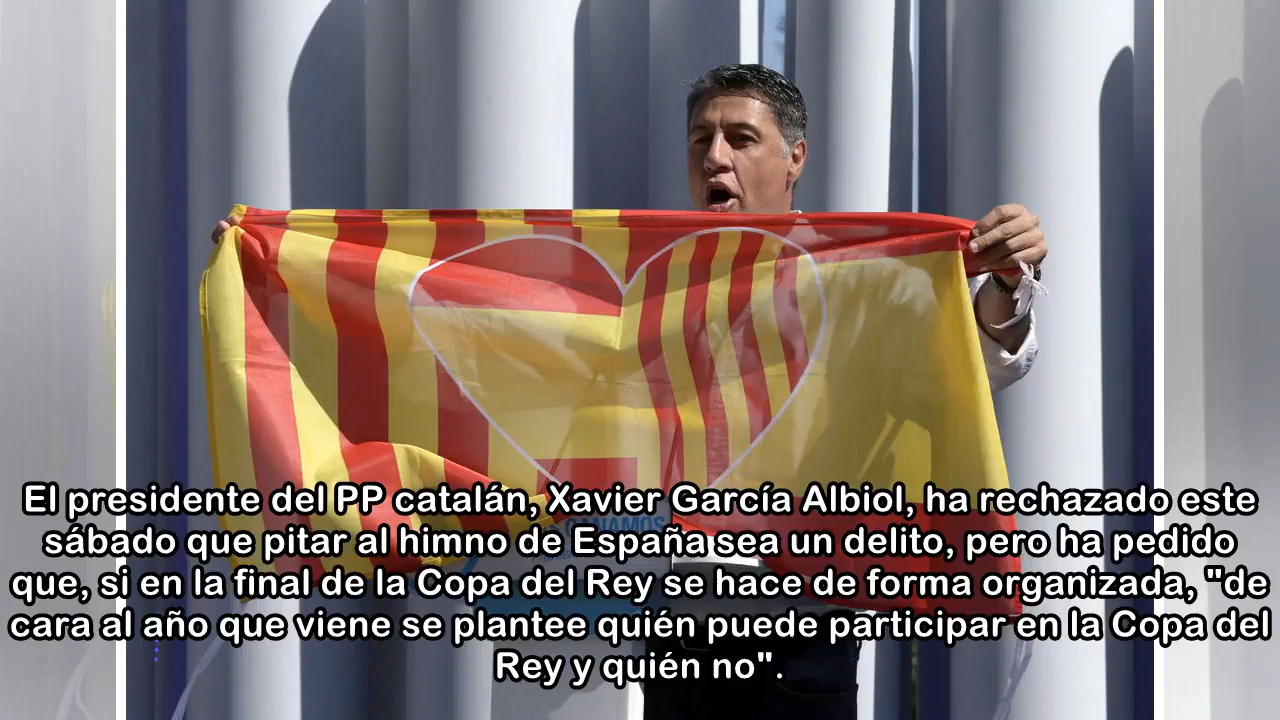 El presidente del PP catalán, Xavier García Albiol, ha rechazado este
sábado que pitar al himno de España sea un delito, pero ha pedido
que, si en la final de la Copa del Rey se hace de forma organizada, "de
cara al año que viene se plantee quién puede participar en la Copa del
Rey y quién no".